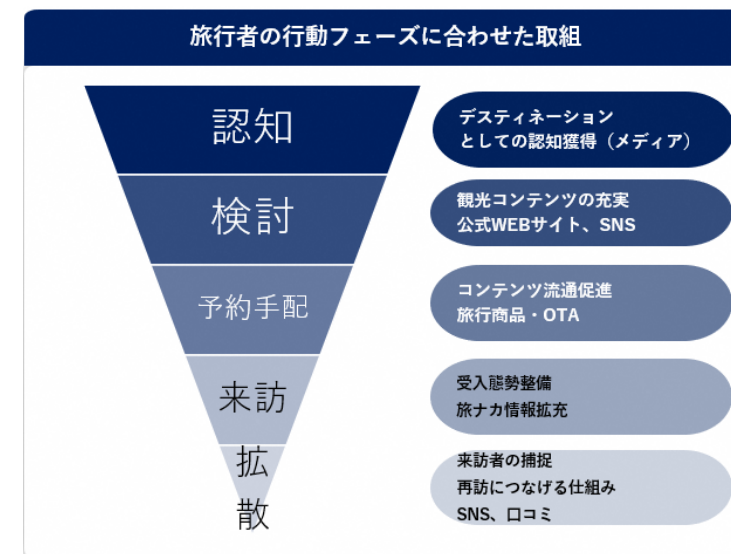 旅行者の行動フェーズに合わせた取組
認知
デスティネーション
としての認知獲得（メディア）
検討
観光コンテンツの充実
公式WEBサイト、SNS
予約手配
コンテンツ流通促進
旅行商品・OTA
来訪
受入態勢整備
旅ナカ情報拡充
拡
散
来訪者の捕捉
再訪につなげる仕組み
SNS、口コミ